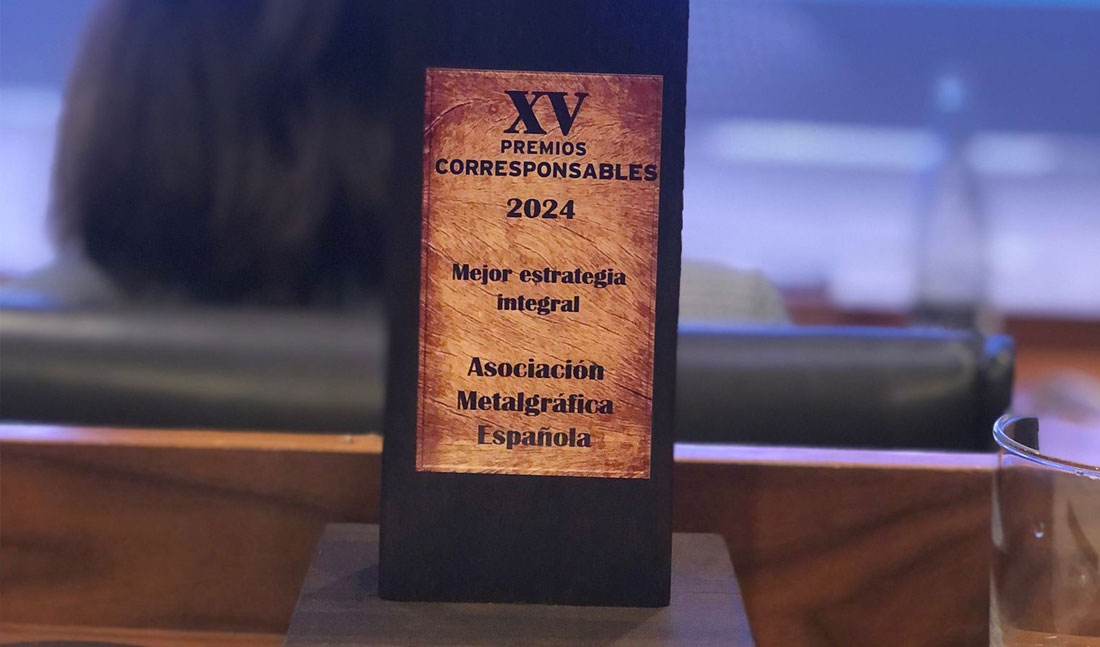 XV
PREMIOS
CORRESPONSABLES
2024
Mejor estrategia
integral
Asociación
Metalgráfica
Española